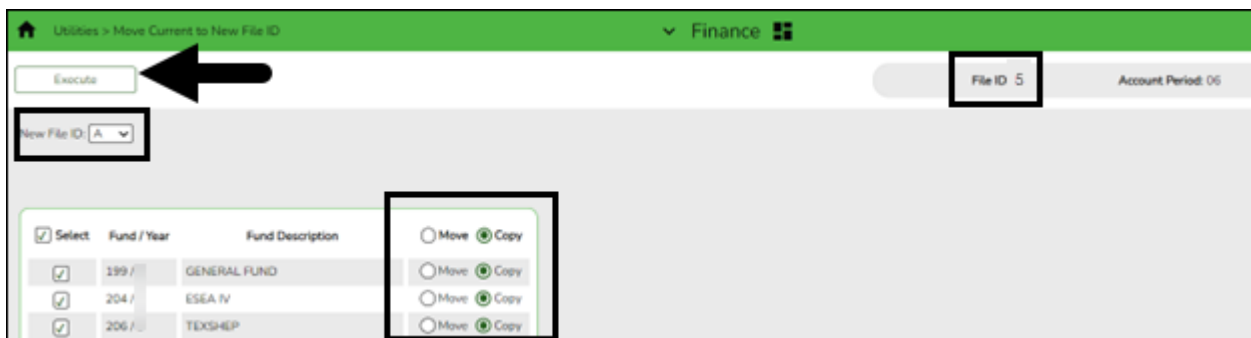 Utilities > Move Current to New File ID Finance
Execute File ID 5 Account Period: 06
New File ID: A
Select Fund / Year Fund Description Move Copy
199 / GENERAL FUND Move Copy
204 / ESEA IV Move Copy
206 / TEXSHEP Move Copy